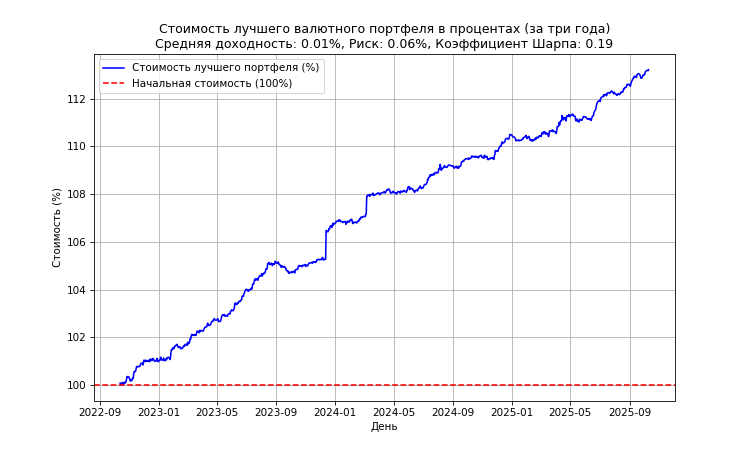 Стоимость лучшего валютного портфеля в процентах (за три года)
Средняя доходность: 0.01%, Риск: 0.06%, Коэффициент Шарпа: 0.19
Стоимость лучшего портфеля (%)
Начальная стоимость (100%)
Стоимость (%)
112
110
108
106
104
102
100
2022-09 2023-01 2023-05 2023-09 2024-01 2024-05 2024-09 2025-01 2025-05 2025-09
День